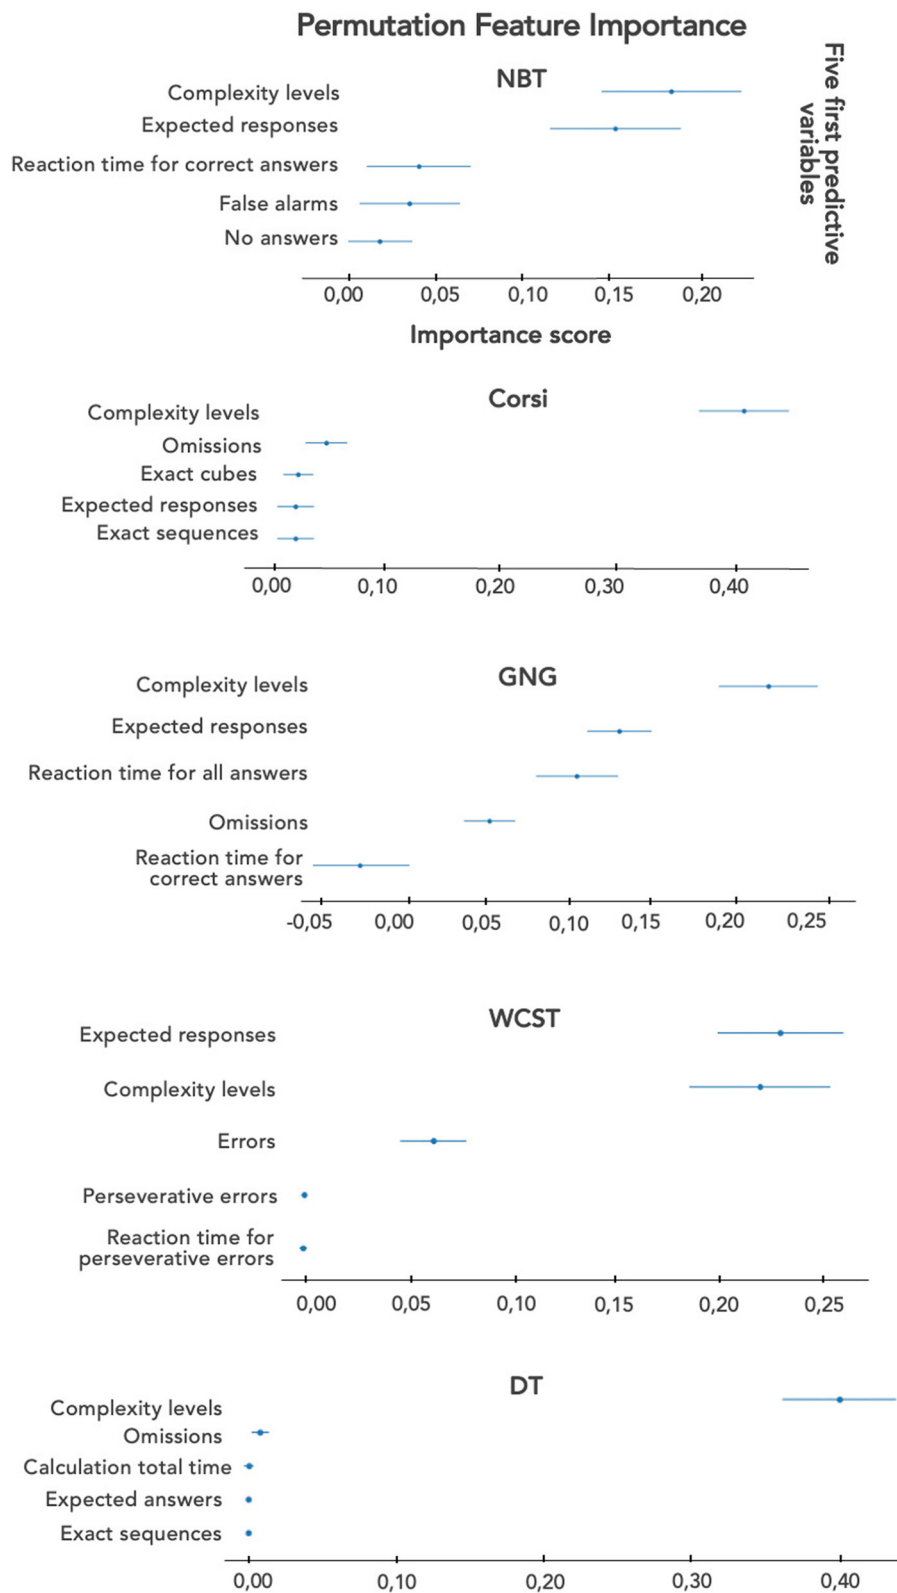 Permutation Feature Importance
Five first predictive
variables
NBT
Complexity levels
Expected responses
Reaction time for correct answers
False alarms
No answers
0,00 0,05 0,10 0,15 0,20
Importance score
Corsi
Complexity levels
Omissions
Exact cubes
Expected responses
Exact sequences
0,00 0,10 0,20 0,30 0,40
GNG
Complexity levels
Expected responses
Reaction time for all answers
Omissions
Reaction time for
correct answers
-0,05 0,00 0,05 0,10 0,15 0,20 0,25
WCST
Expected responses
Complexity levels
Errors
Perseverative errors
Reaction time for
perseverative errors
0,00 0,05 0,10 0,15 0,20 0,25
DT
Complexity levels
Omissions
Calculation total time
Expected answers
Exact sequences
0,00 0,10 0,20 0,30 0,40